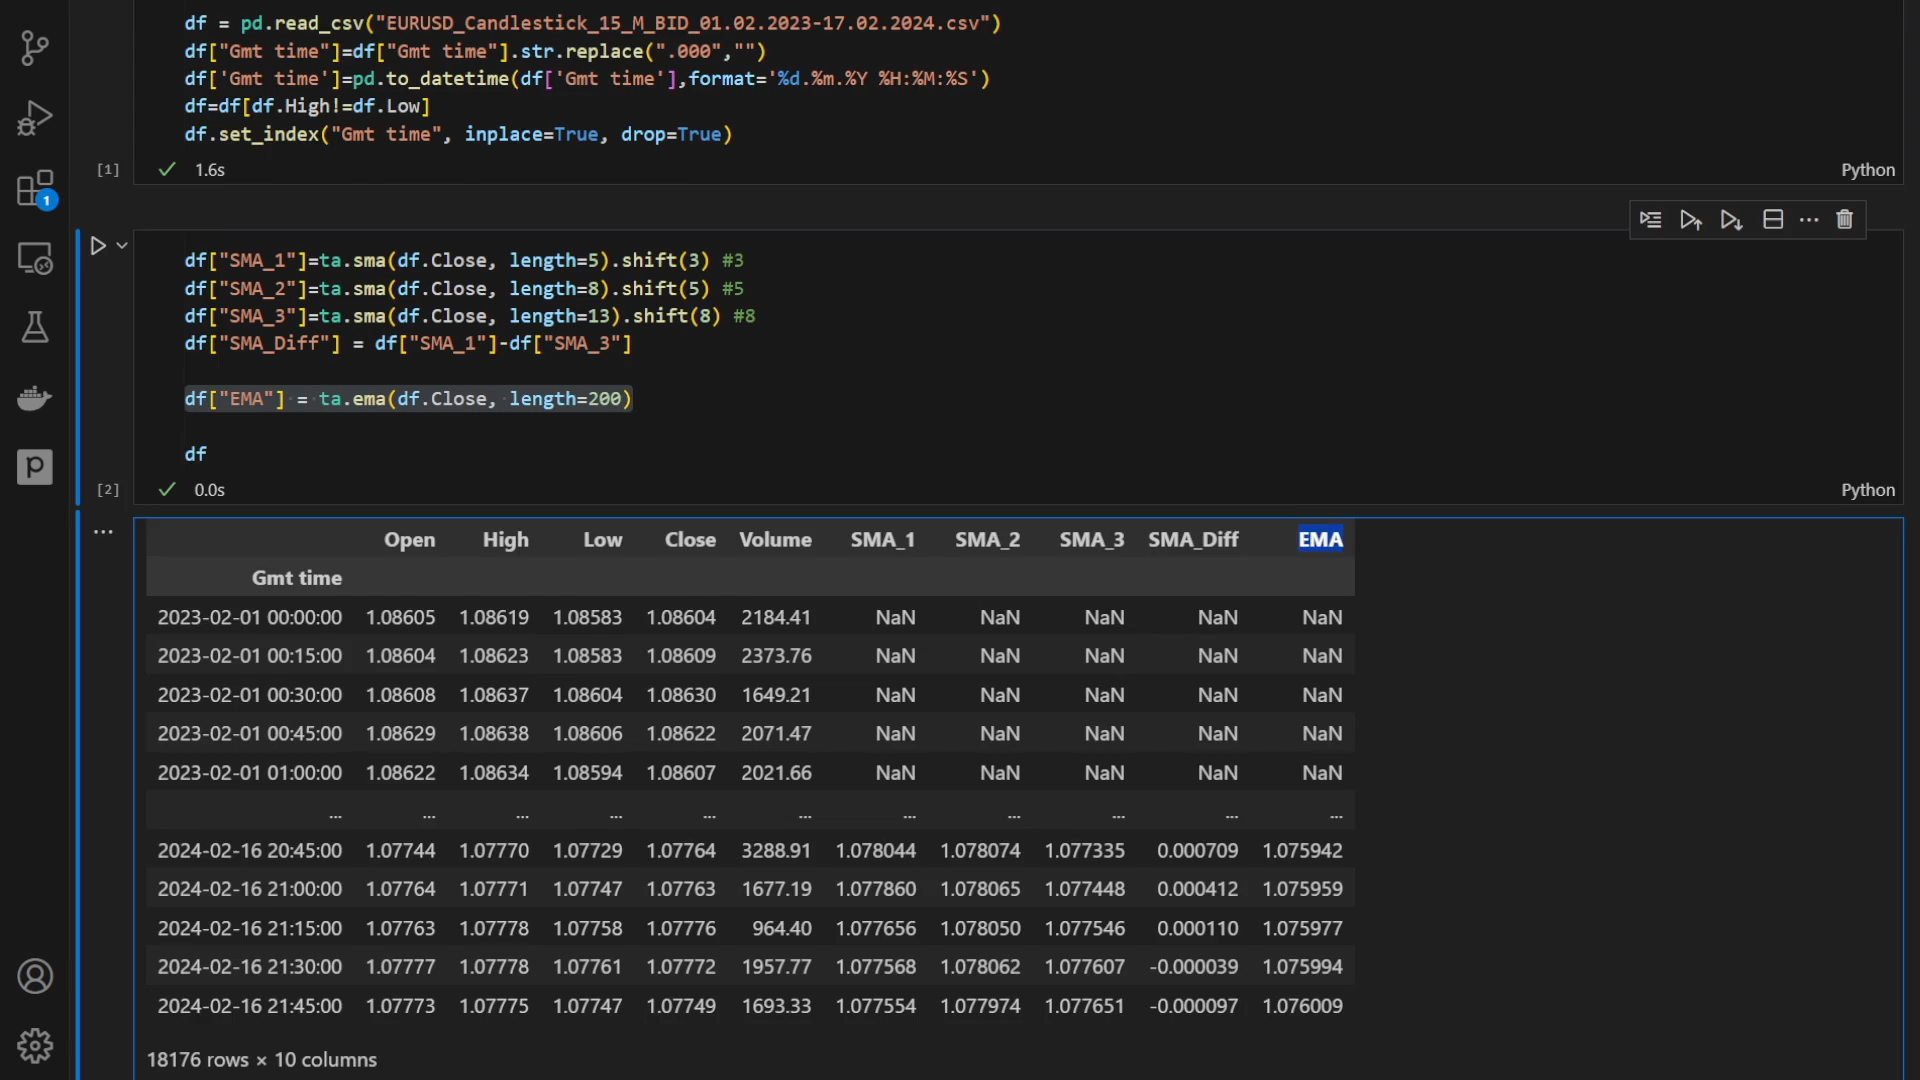 df = pd.read_csv("EURUSD_Candlestick_15_M_BID_01.02.2023-17.02.2024.csv")
df["Gmt time"]=df["Gmt time"].str.replace(".000","")
df['Gmt time']=pd.to_datetime(df['Gmt time'],format='%d.%m.%Y %H:%M:%S')
df=df[df.High!=df.Low]
df.set_index("Gmt time", inplace=True, drop=True)
[1] 1.6s Python
1
df["SMA_1"]=ta.sma(df.Close, length=5).shift(3) #3
df["SMA_2"]=ta.sma(df.Close, length=8).shift(5) #5
df["SMA_3"]=ta.sma(df.Close, length=13).shift(8) #8
df["SMA_Diff"] = df["SMA_1"]-df["SMA_3"]
df["EMA"] = ta.ema(df.Close, length=200)
df
[2] 0.0s Python
Open High Low Close Volume SMA_1 SMA_2 SMA_3 SMA_Diff EMA
Gmt time
2023-02-01 00:00:00 1.08605 1.08619 1.08583 1.08604 2184.41 NaN NaN NaN NaN NaN
2023-02-01 00:15:00 1.08604 1.08623 1.08583 1.08609 2373.76 NaN NaN NaN NaN NaN
2023-02-01 00:30:00 1.08608 1.08637 1.08604 1.08630 1649.21 NaN NaN NaN NaN NaN
2023-02-01 00:45:00 1.08629 1.08638 1.08606 1.08622 2071.47 NaN NaN NaN NaN NaN
2023-02-01 01:00:00 1.08622 1.08634 1.08594 1.08607 2021.66 NaN NaN NaN NaN NaN
... ... ... ... ... ... ... ... ... ... ...
2024-02-16 20:45:00 1.07744 1.07770 1.07729 1.07764 3288.91 1.078044 1.078074 1.077335 0.000709 1.075942
2024-02-16 21:00:00 1.07764 1.07771 1.07747 1.07763 1677.19 1.077860 1.078065 1.077448 0.000412 1.075959
2024-02-16 21:15:00 1.07763 1.07778 1.07758 1.07776 964.40 1.077656 1.078050 1.077546 0.000110 1.075977
2024-02-16 21:30:00 1.07777 1.07778 1.07761 1.07772 1957.77 1.077568 1.078062 1.077607 -0.000039 1.075994
2024-02-16 21:45:00 1.07773 1.07775 1.07747 1.07749 1693.33 1.077554 1.077974 1.077651 -0.000097 1.076009
18176 rows × 10 columns